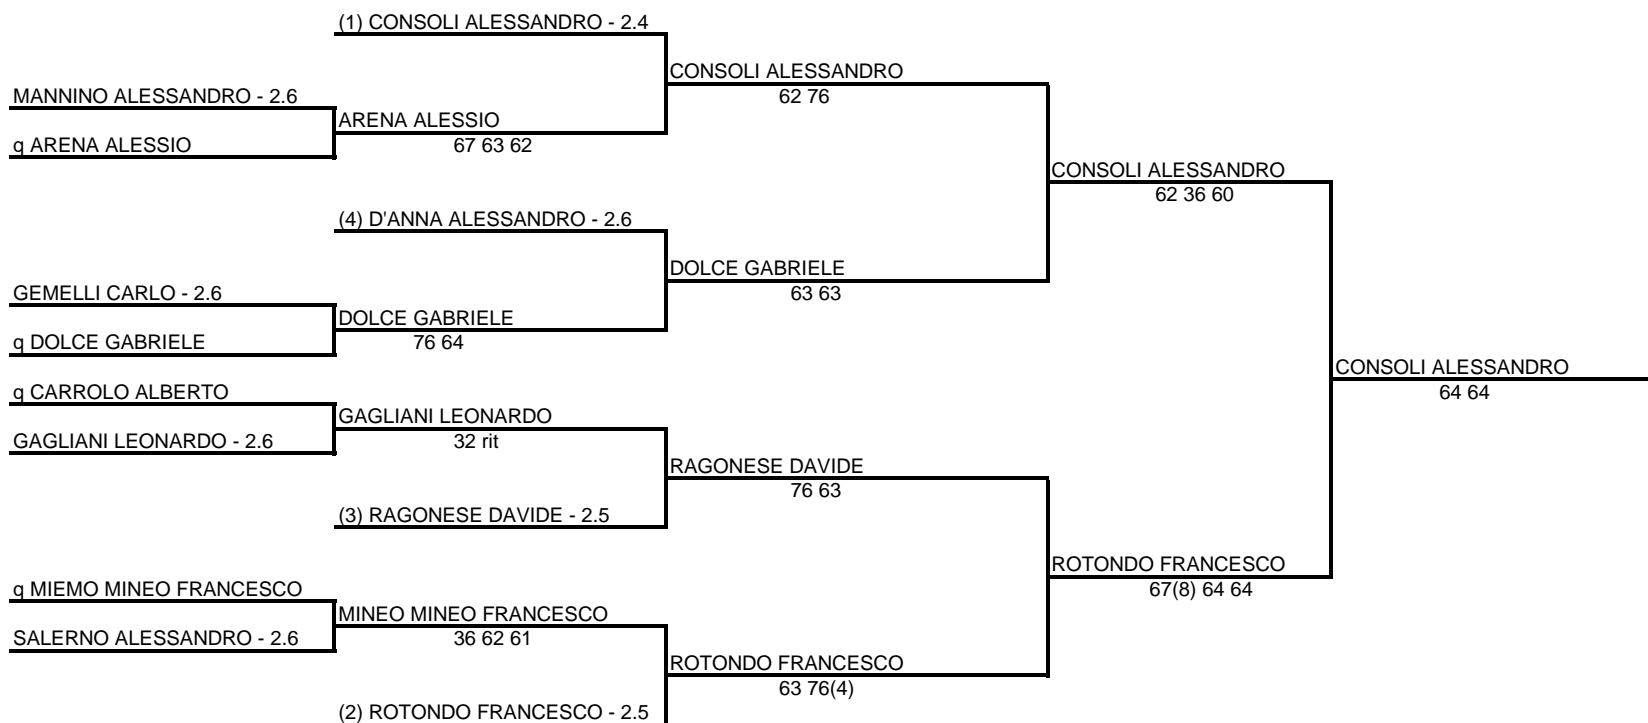 (1) CONSOLI ALESSANDRO - 2.4
CONSOLI ALESSANDRO
62 76
MANNINO ALESSANDRO - 2.6
ARENA ALESSIO
67 63 62
q ARENA ALESSIO
CONSOLI ALESSANDRO
62 36 60
(4) D'ANNA ALESSANDRO - 2.6
DOLCE GABRIELE
63 63
GEMELLI CARLO - 2.6
DOLCE GABRIELE
76 64
q DOLCE GABRIELE
CONSOLI ALESSANDRO
64 64
q CARROLO ALBERTO
GAGLIANI LEONARDO
32 rit
GAGLIANI LEONARDO - 2.6
RAGONESE DAVIDE
76 63
(3) RAGONESE DAVIDE - 2.5
ROTONDO FRANCESCO
67(8) 64 64
q MIEMO MINEO FRANCESCO
MINEO MINEO FRANCESCO
36 62 61
SALERNO ALESSANDRO - 2.6
ROTONDO FRANCESCO
63 76(4)
(2) ROTONDO FRANCESCO - 2.5